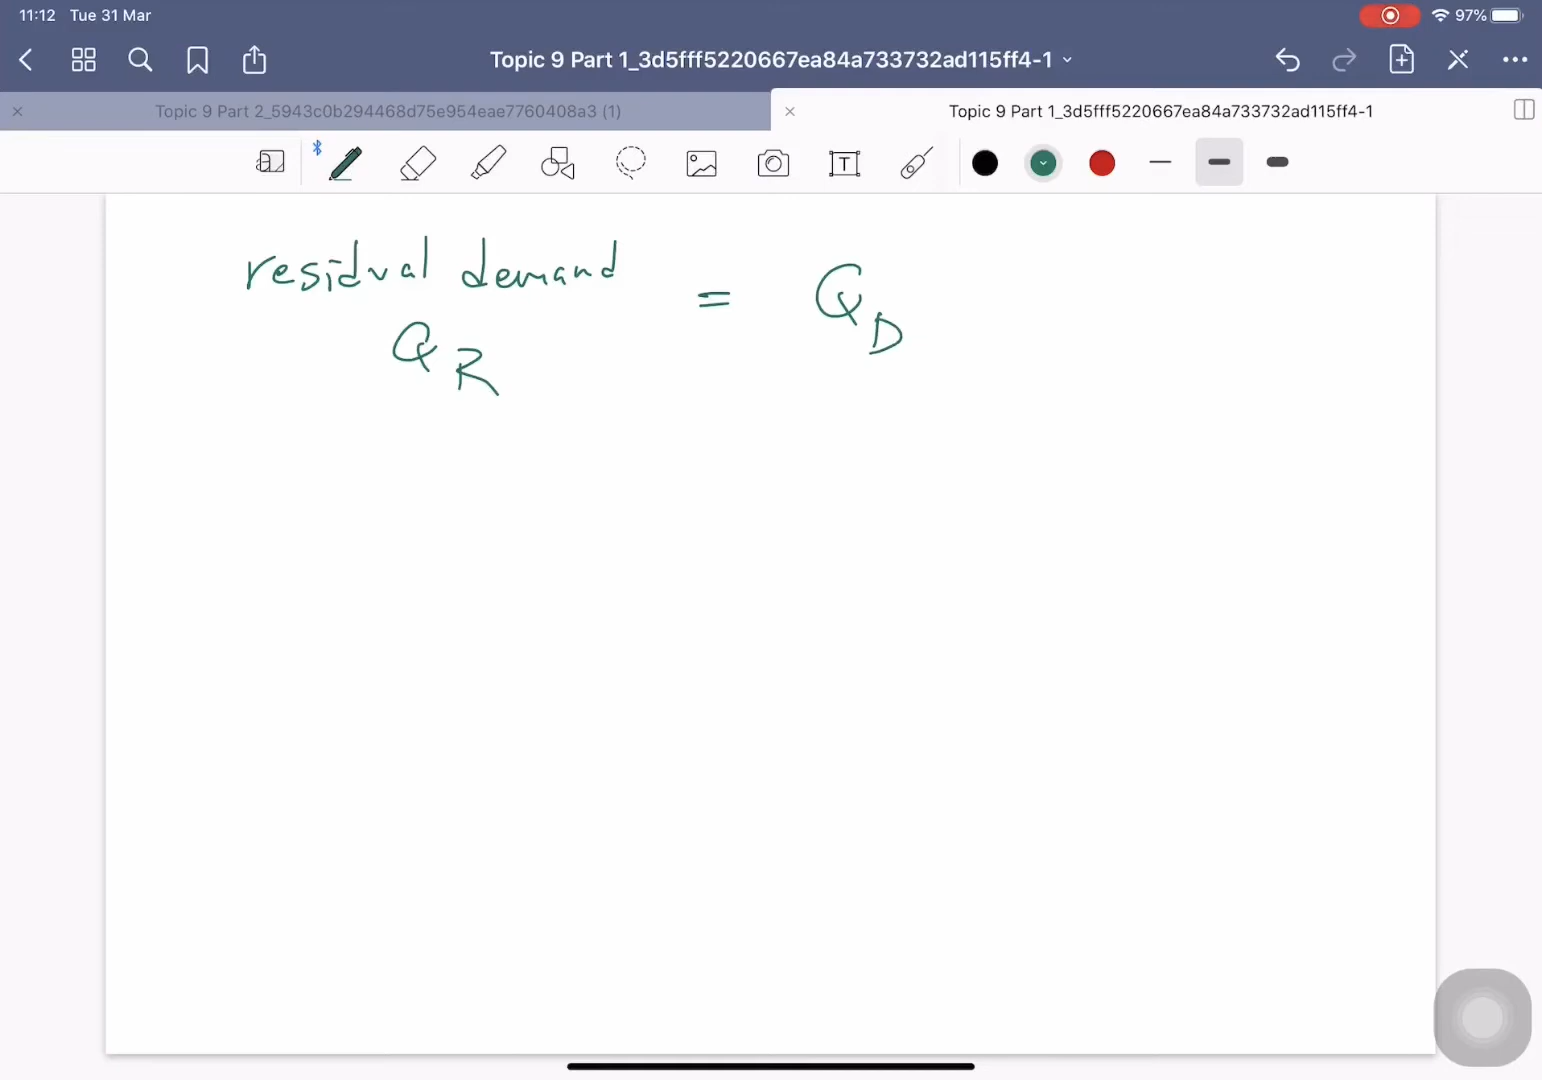 11:12 Tue 31 Mar 97%
Topic 9 Part 1_3d5fff5220667ea84a733732ad115ff4-1
Topic 9 Part 2_5943c0b294468d75e954eae7760408a3 (1) Topic 9 Part 1_3d5fff5220667ea84a733732ad115ff4-1
T
residual demand = Q_D
Q_R